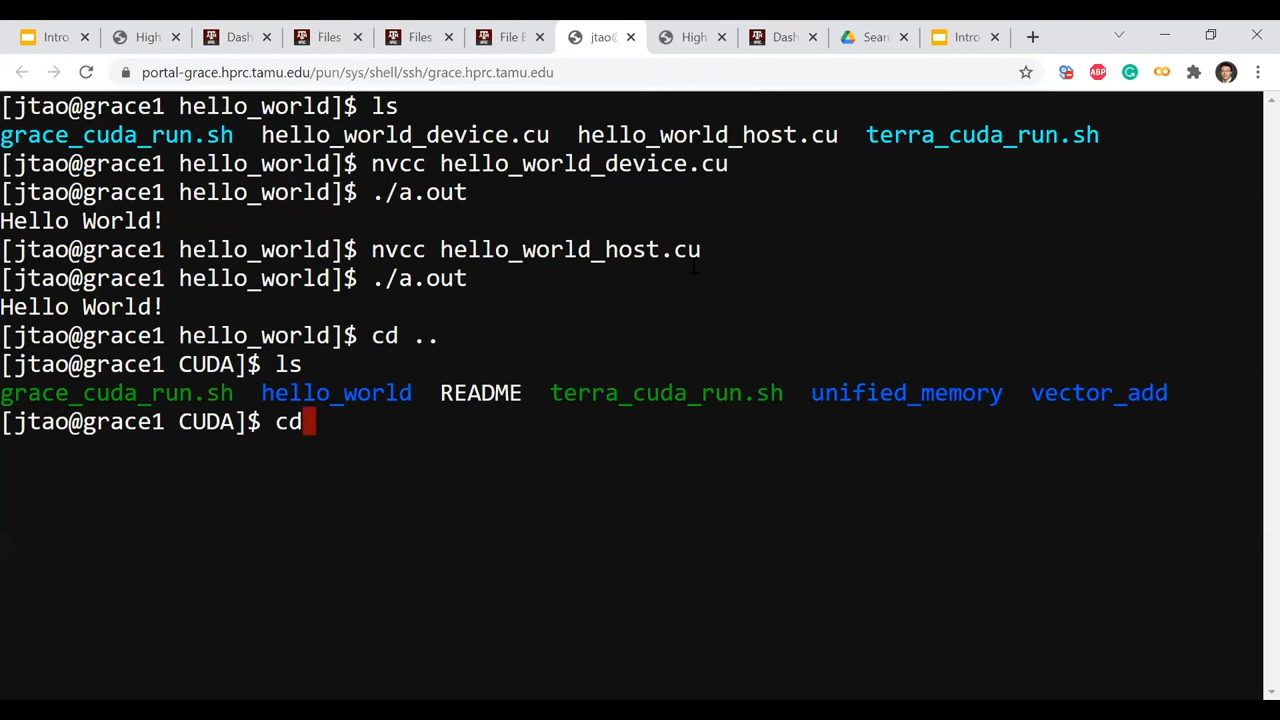 Intro High Dash Files Files File E jtao@ High Dash Sear Intro
portal-grace.hprc.tamu.edu/pun/sys/shell/ssh/grace.hprc.tamu.edu
ABP
[jtao@grace1 hello_world]$ ls
grace_cuda_run.sh hello_world_device.cu hello_world_host.cu terra_cuda_run.sh
[jtao@grace1 hello_world]$ nvcc hello_world_device.cu
[jtao@grace1 hello_world]$ ./a.out
Hello World!
[jtao@grace1 hello_world]$ nvcc hello_world_host.cu
[jtao@grace1 hello_world]$ ./a.out
Hello World!
[jtao@grace1 hello_world]$ cd ..
[jtao@grace1 CUDA]$ ls
grace_cuda_run.sh hello_world README terra_cuda_run.sh unified_memory vector_add
[jtao@grace1 CUDA]$ cd